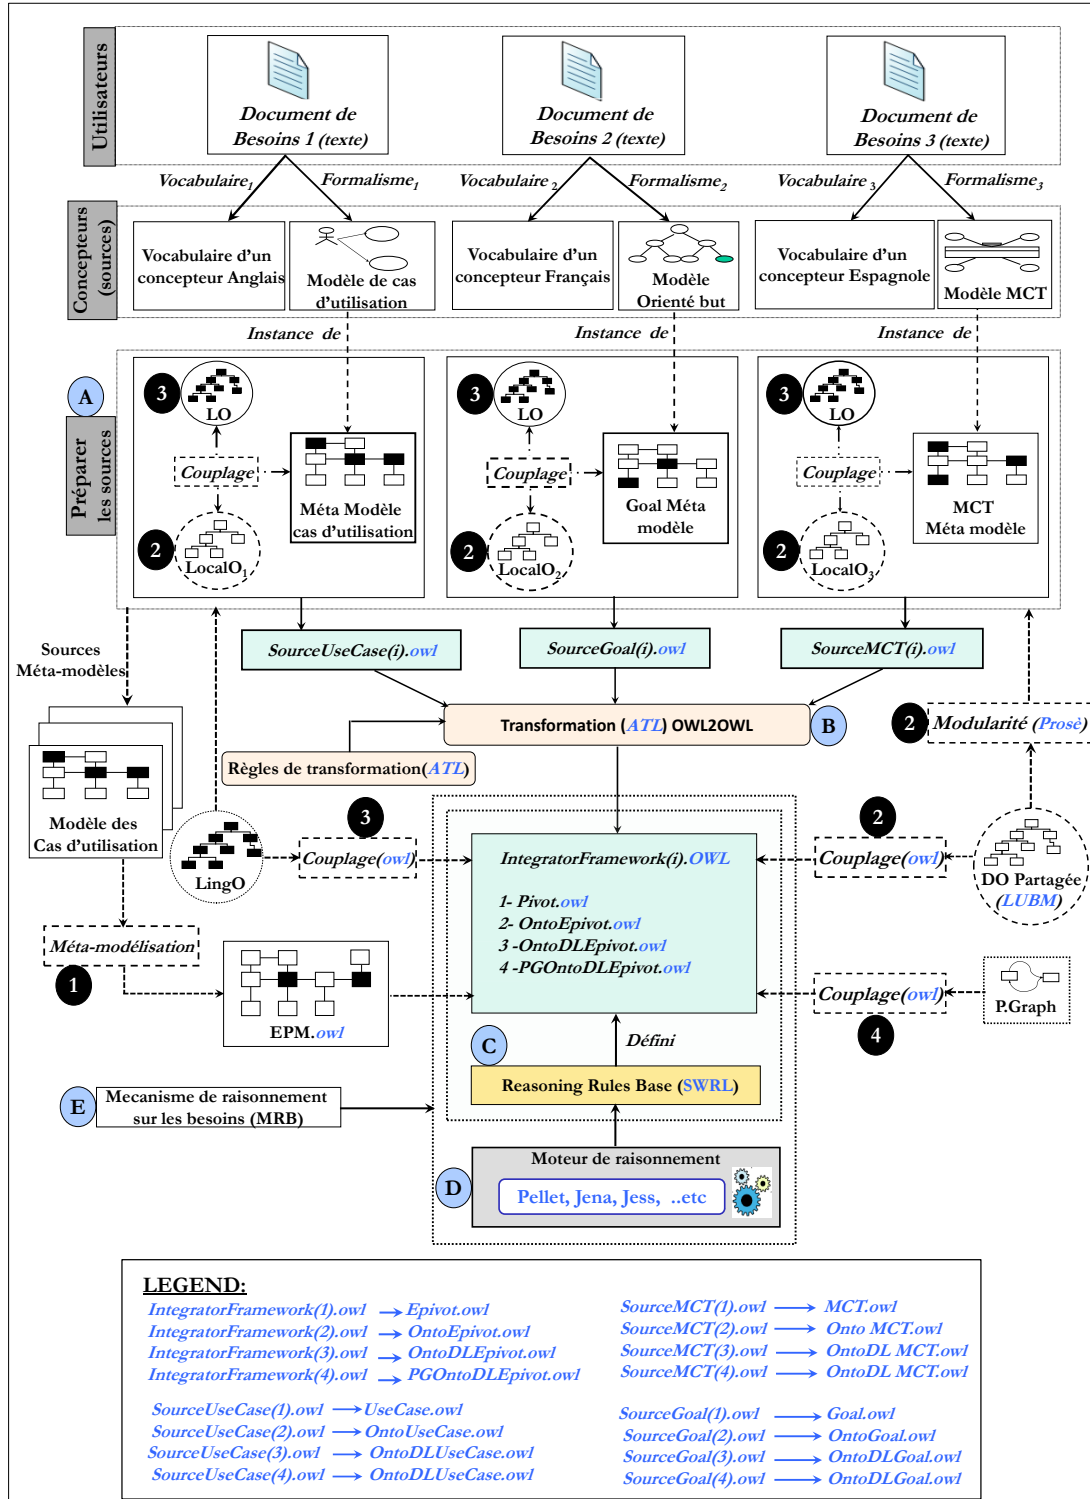 Utilisateurs
Document de
Besoins 1 (texte)
Document de
Besoins 2 (texte)
Document de
Besoins 3 (texte)
Vocabulaire1
Formalisme1
Vocabulaire 2
Formalisme2
Vocabulaire 3
Formalisme3
Concepteurs
(sources)
Vocabulaire d'un
concepteur Anglais
Modèle de cas
d'utilisation
Vocabulaire d'un
concepteur Français
Modèle
Orienté but
Vocabulaire d'un
concepteur Espagnole
Modèle MCT
Instance de
Instance de
Instance de
A
Préparer
les sources
3
LO
Couplage
2
LocalO1
Méta Modèle
cas d'utilisation
3
LO
Couplage
2
LocalO2
Goal Méta
modèle
3
LO
Couplage
2
LocalO3
MCT
Méta modèle
Sources
Méta-modèles
SourceUseCase(i).owl
SourceGoal(i).owl
SourceMCT(i).owl
Transformation (ATL) OWL2OWL
B
Règles de transformation(ATL)
2
Modularité (Prosè)
Modèle des
Cas d'utilisation
LingO
3
Couplage(owl)
IntegratorFramework(i).OWL
1- Pivot.owl
2- OntoEpivot.owl
3 -OntoDLEpivot.owl
4 -PGOntoDLEpivot.owl
2
Couplage(owl)
DO Partagée
(LUBM)
Méta-modélisation
1
EPM.owl
Couplage(owl)
4
P.Graph
C
Défini
Reasoning Rules Base (SWRL)
E
Mecanisme de raisonnement
sur les besoins (MRB)
D
Moteur de raisonnement
Pellet, Jena, Jess, ..etc
LEGEND:
IntegratorFramework(1).owl → Epivot.owl
IntegratorFramework(2).owl → OntoEpivot.owl
IntegratorFramework(3).owl → OntoDLEpivot.owl
IntegratorFramework(4).owl → PGOntoDLEpivot.owl
SourceMCT(1).owl → MCT.owl
SourceMCT(2).owl → Onto MCT.owl
SourceMCT(3).owl → OntoDL MCT.owl
SourceMCT(4).owl → OntoDL MCT.owl
SourceUseCase(1).owl → UseCase.owl
SourceUseCase(2).owl → OntoUseCase.owl
SourceUseCase(3).owl → OntoDLUseCase.owl
SourceUseCase(4).owl → OntoDLUseCase.owl
SourceGoal(1).owl → Goal.owl
SourceGoal(2).owl → OntoGoal.owl
SourceGoal(3).owl → OntoDLGoal.owl
SourceGoal(4).owl → OntoDLGoal.owl